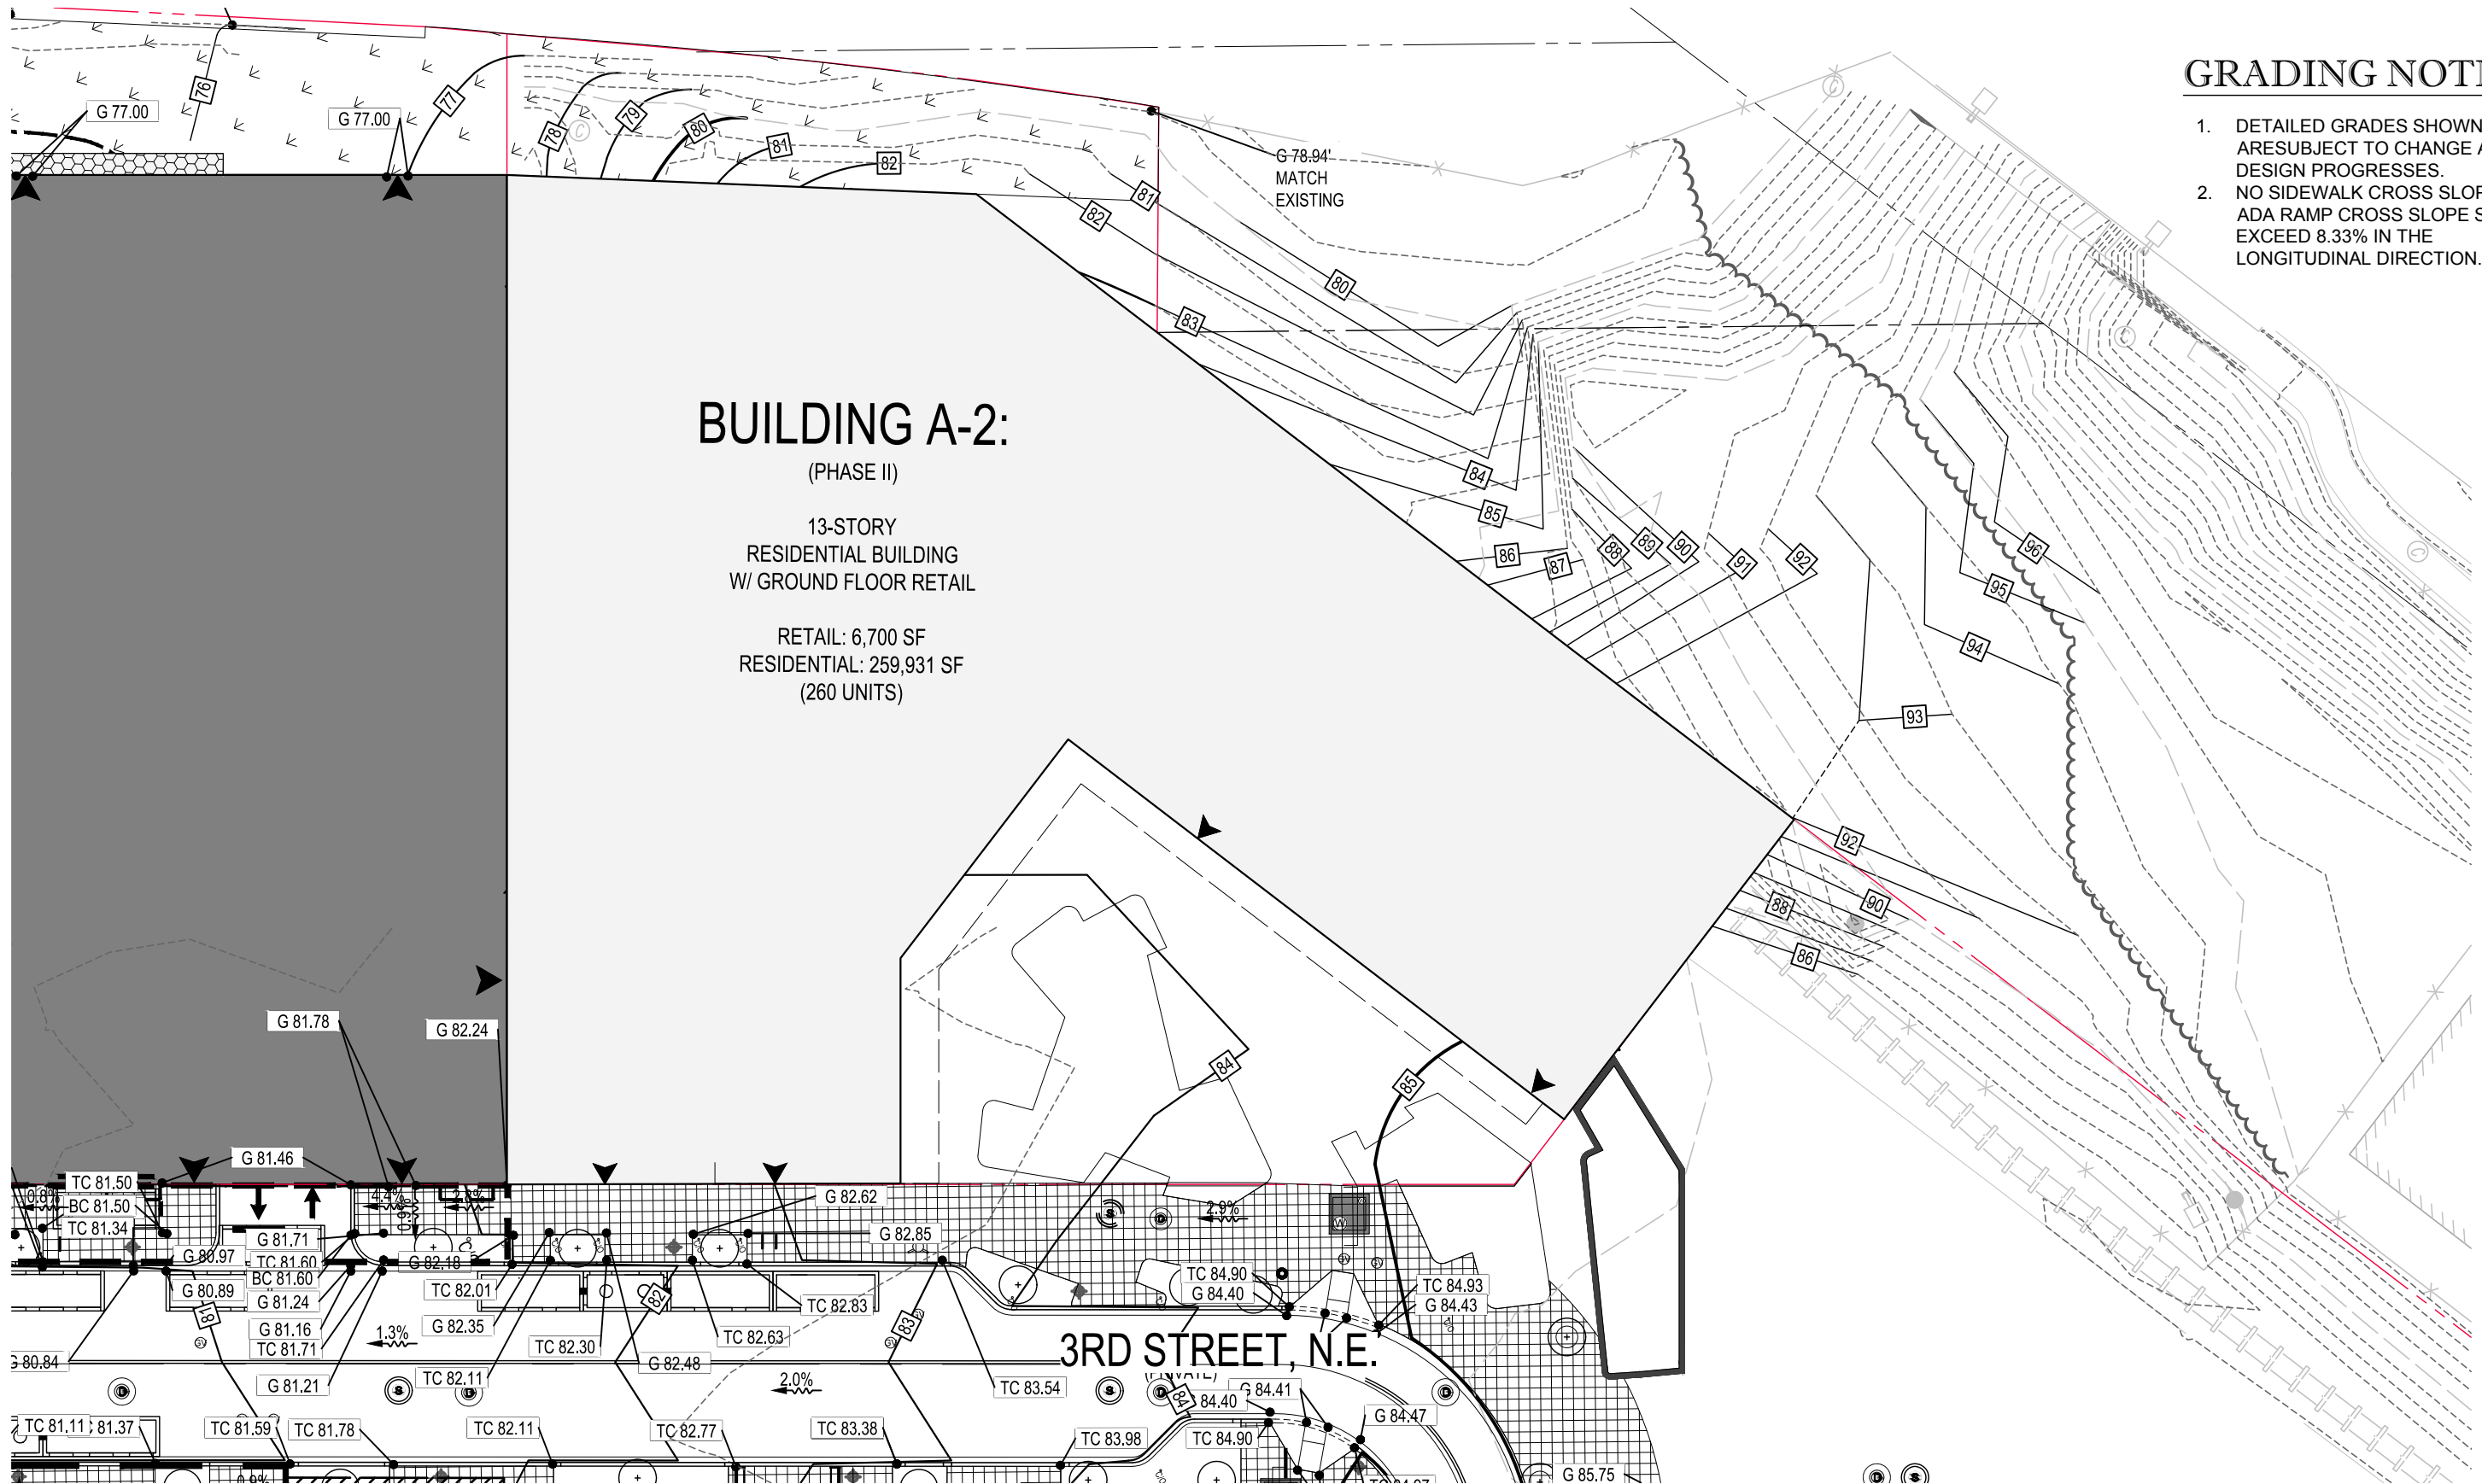 GRADING NOT
1. DETAILED GRADES SHOWN
ARESUBJECT TO CHANGE A
DESIGN PROGRESSES.
2. NO SIDEWALK CROSS SLOP
ADA RAMP CROSS SLOPE S
EXCEED 8.33% IN THE
LONGITUDINAL DIRECTION.
76
77
78
79
80
81
82
G 77.00
G 77.00
G 78.94'
MATCH
EXISTING
81
82
80
83
84
85
86
87
88
89
90
91
92
96
95
94
93
92
90
88
86
BUILDING A-2:
(PHASE II)
13-STORY
RESIDENTIAL BUILDING
W/ GROUND FLOOR RETAIL
RETAIL: 6,700 SF
RESIDENTIAL: 259,931 SF
(260 UNITS)
G 81.78
G 82.24
84
85
G 81.46
TC 81.50
BC 81.50
TC 81.34
0.8%
4.4%
0.9%
2.8%
G 82.62
G 82.85
2.9%
G 80.97
G 80.89
G 81.71
TC 81.60
BC 81.60
G 81.24
G 81.16
TC 81.71
G 81.21
G 82.18
TC 82.01
G 82.35
TC 82.11
TC 82.30
G 82.48
TC 82.63
TC 82.83
TC 83.54
81
82
83
84
1.3%
2.0%
G 80.84
TC 84.90
G 84.40
TC 84.93
G 84.43
3RD STREET, N.E.
(PRIVATE)
84.40
G 84.41
G 84.47
TC 84.90
TC 81.11
81.37
TC 81.59
TC 81.78
TC 82.11
TC 82.77
TC 83.38
TC 83.98
0.9%
G 85.75